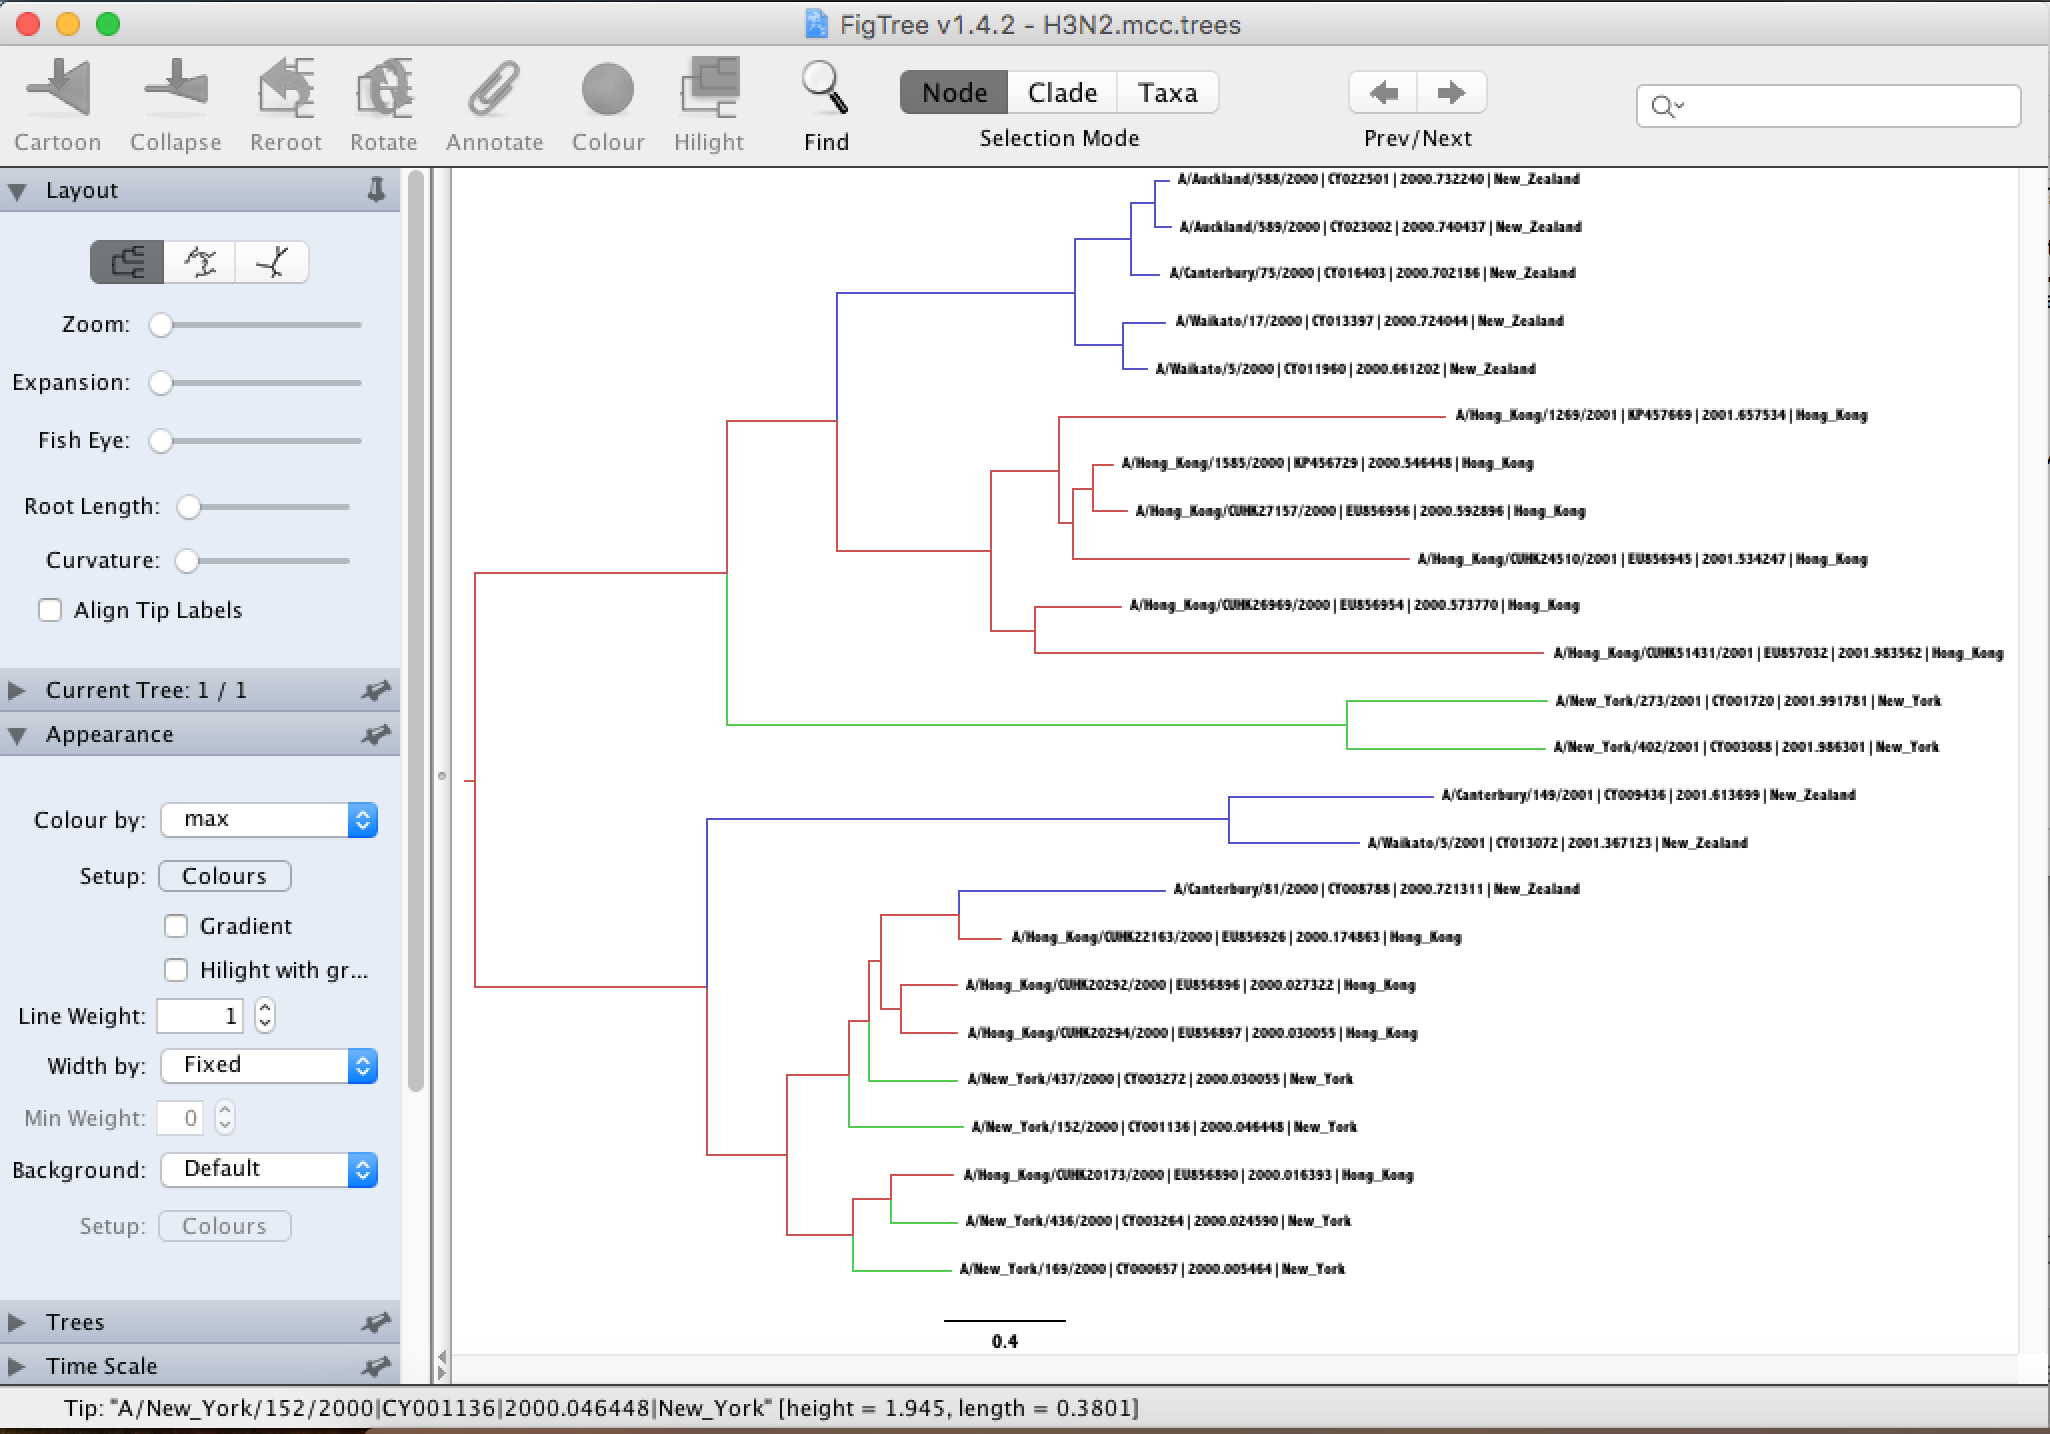 FigTree v1.4.2 - H3N2.mcc.trees
Cartoon Collapse Reroot Rotate Annotate Colour Hilight Find
Node Clade Taxa
Selection Mode
Prev/Next
Layout
Zoom:
Expansion:
Fish Eye:
Root Length:
Curvature:
Align Tip Labels
Current Tree: 1 / 1
Appearance
Colour by: max
Setup: Colours
Gradient
Hilight with gr...
Line Weight: 1
Width by: Fixed
Min Weight: 0
Background: Default
Setup: Colours
Trees
Time Scale
A/Auckland/588/2000|CY022501|2000.732240|New_Zealand
A/Auckland/589/2000|CY023002|2000.740437|New_Zealand
A/Canterbury/75/2000|CY016403|2000.702186|New_Zealand
A/Waikato/17/2000|CY013397|2000.724044|New_Zealand
A/Waikato/5/2000|CY011960|2000.661202|New_Zealand
A/Hong_Kong/1269/2001|KP457669|2001.657534|Hong_Kong
A/Hong_Kong/1585/2000|KP456729|2000.546448|Hong_Kong
A/Hong_Kong/CUHK27157/2000|EU856956|2000.592896|Hong_Kong
A/Hong_Kong/CUHK24510/2001|EU856945|2001.534247|Hong_Kong
A/Hong_Kong/CUHK26969/2000|EU856954|2000.573770|Hong_Kong
A/Hong_Kong/CUHK51431/2001|EU857032|2001.983562|Hong_Kong
A/New_York/273/2001|CY001720|2001.991781|New_York
A/New_York/402/2001|CY003088|2001.986301|New_York
A/Canterbury/149/2001|CY009436|2001.613699|New_Zealand
A/Waikato/5/2001|CY013072|2001.367123|New_Zealand
A/Canterbury/81/2000|CY008788|2000.721311|New_Zealand
A/Hong_Kong/CUHK22163/2000|EU856926|2000.174863|Hong_Kong
A/Hong_Kong/CUHK20292/2000|EU856896|2000.027322|Hong_Kong
A/Hong_Kong/CUHK20294/2000|EU856897|2000.030055|Hong_Kong
A/New_York/437/2000|CY003272|2000.030055|New_York
A/New_York/152/2000|CY001136|2000.046448|New_York
A/Hong_Kong/CUHK20173/2000|EU856890|2000.016393|Hong_Kong
A/New_York/436/2000|CY003264|2000.024590|New_York
A/New_York/169/2000|CY000657|2000.005464|New_York
0.4
Tip: "A/New_York/152/2000|CY001136|2000.046448|New_York" [height = 1.945, length = 0.3801]